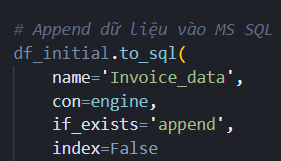 # Append dữ liệu vào MS SQL
df_initial.to_sql(
    name='Invoice_data',
    con=engine,
    if_exists='append',
    index=False